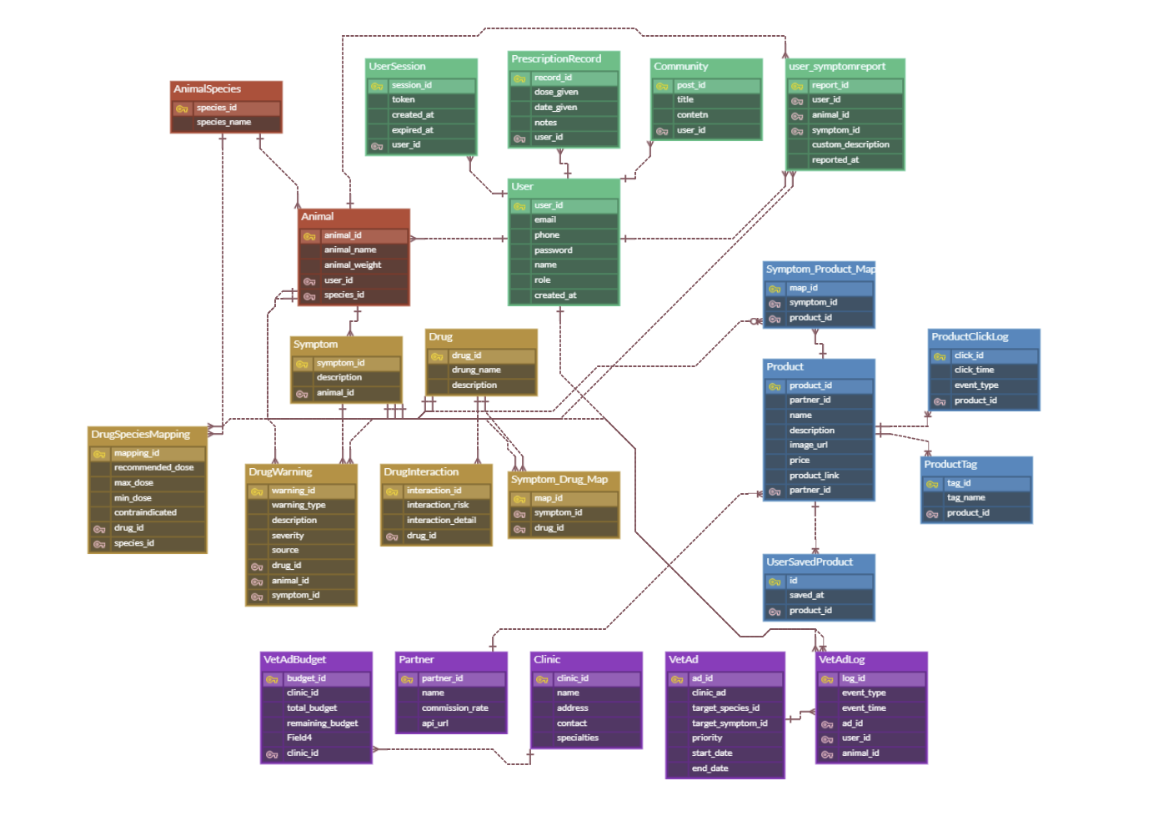 AnimalSpecies
species_id
species_name
UserSession
session_id
token
created_at
expired_at
user_id
PrescriptionRecord
record_id
dose_given
date_given
notes
user_id
Community
post_id
title
contetn
user_id
user_symptomreport
report_id
user_id
animal_id
symptom_id
custom_description
reported_at
Animal
animal_id
animal_name
animal_weight
user_id
species_id
User
user_id
email
phone
password
name
role
created_at
Symptom_Product_Map
map_id
symptom_id
product_id
Symptom
symptom_id
description
animal_id
Drug
drug_id
drung_name
description
Product
product_id
partner_id
name
description
image_url
price
product_link
partner_id
ProductClickLog
click_id
click_time
event_type
product_id
DrugSpeciesMapping
mapping_id
recommended_dose
max_dose
min_dose
contraindicated
drug_id
species_id
DrugWarning
warning_id
warning_type
description
severity
source
drug_id
animal_id
symptom_id
DrugInteraction
interaction_id
interaction_risk
interaction_detail
drug_id
Symptom_Drug_Map
map_id
symptom_id
drug_id
ProductTag
tag_id
tag_name
product_id
UserSavedProduct
id
saved_at
product_id
VetAdBudget
budget_id
clinic_id
total_budget
remaining_budget
Field4
clinic_id
Partner
partner_id
name
commission_rate
api_url
Clinic
clinic_id
name
address
contact
specialties
VetAd
ad_id
clinic_ad
target_species_id
target_symptom_id
priority
start_date
end_date
VetAdLog
log_id
event_type
event_time
ad_id
user_id
animal_id